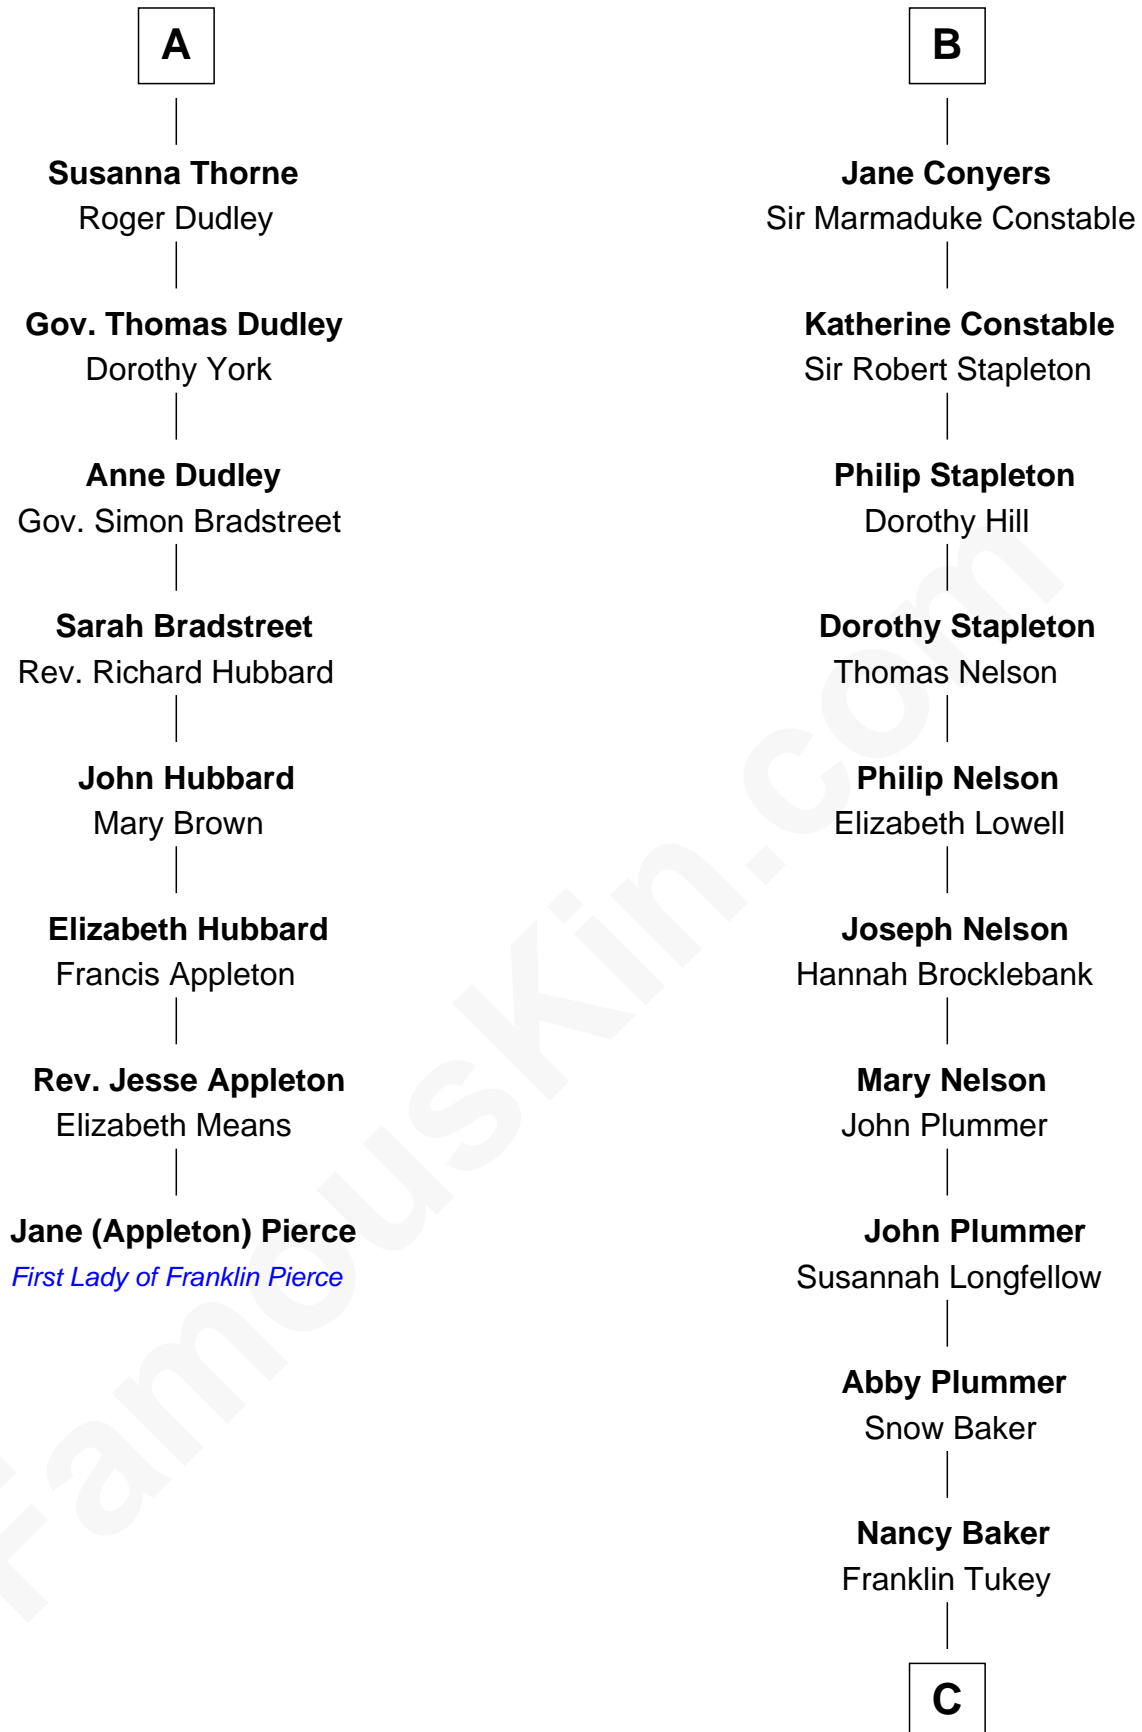 A
Susanna Thorne
Roger Dudley
Gov. Thomas Dudley
Dorothy York
Anne Dudley
Gov. Simon Bradstreet
Sarah Bradstreet
Rev. Richard Hubbard
John Hubbard
Mary Brown
Elizabeth Hubbard
Francis Appleton
Rev. Jesse Appleton
Elizabeth Means
Jane (Appleton) Pierce
First Lady of Franklin Pierce
B
Jane Conyers
Sir Marmaduke Constable
Katherine Constable
Sir Robert Stapleton
Philip Stapleton
Dorothy Hill
Dorothy Stapleton
Thomas Nelson
Philip Nelson
Elizabeth Lowell
Joseph Nelson
Hannah Brocklebank
Mary Nelson
John Plummer
John Plummer
Susannah Longfellow
Abby Plummer
Snow Baker
Nancy Baker
Franklin Tukey
C
FamousKin.com